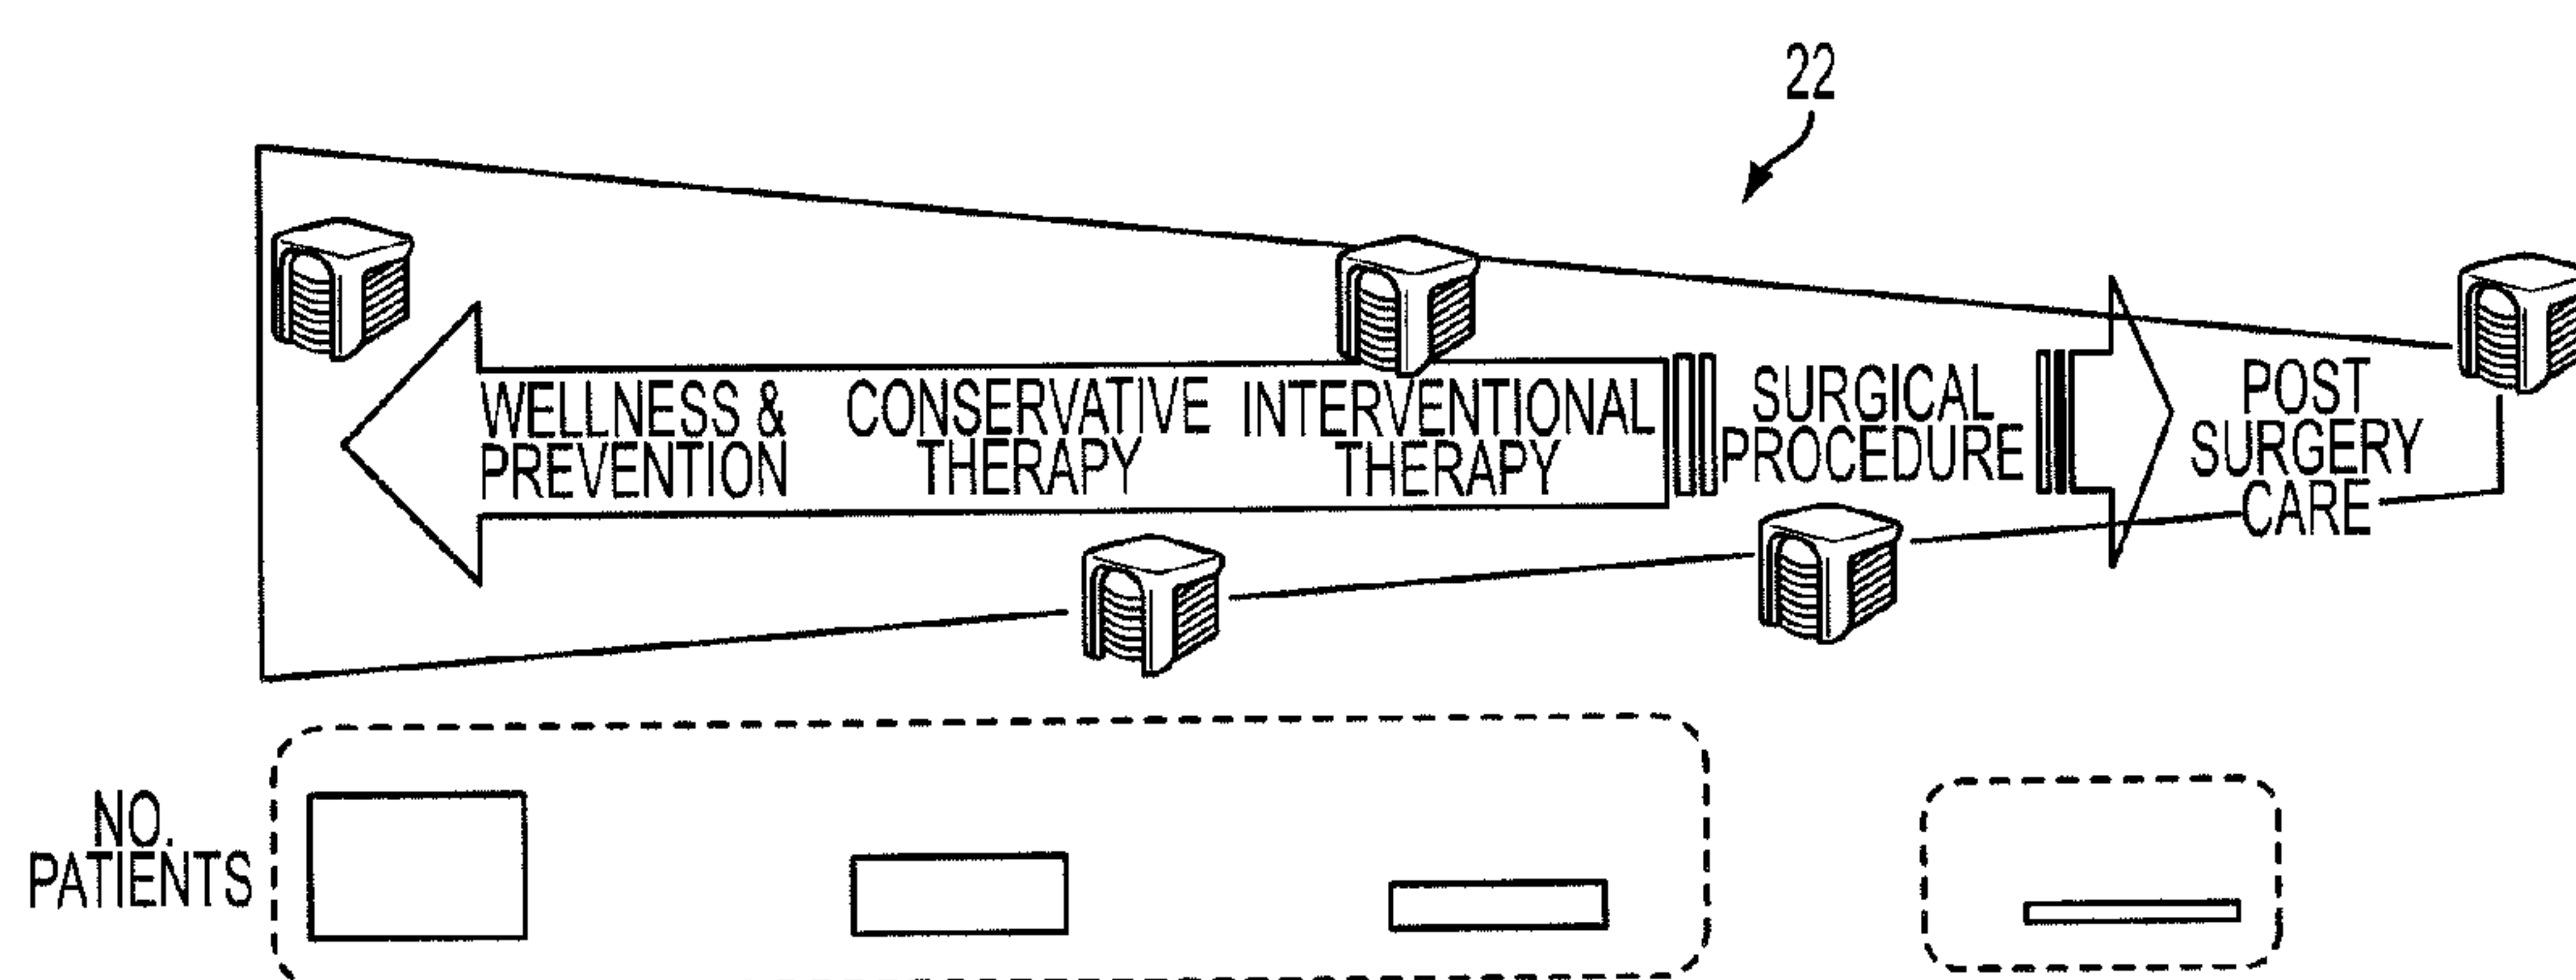 22
WELLNESS &
PREVENTION
CONSERVATIVE
THERAPY
INTERVENTIONAL
THERAPY
SURGICAL
PROCEDURE
POST
SURGERY
CARE
NO.
PATIENTS